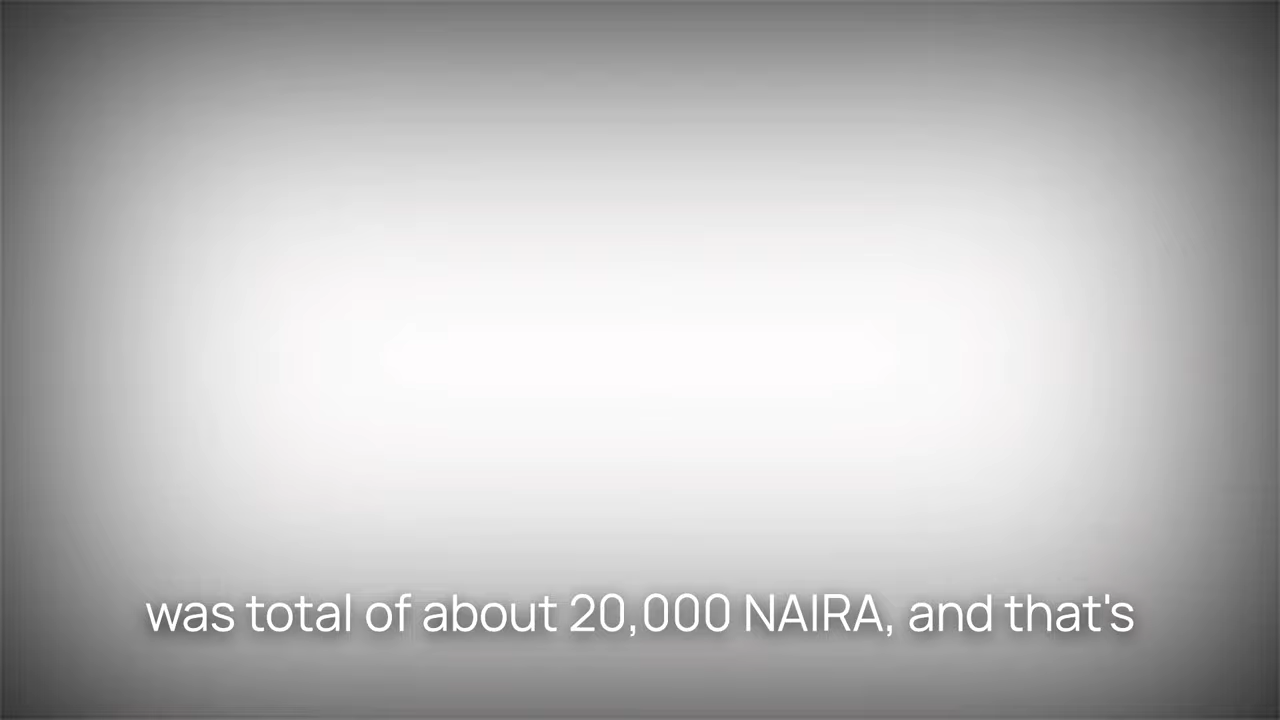 was total of about 20,000 NAIRA, and that's